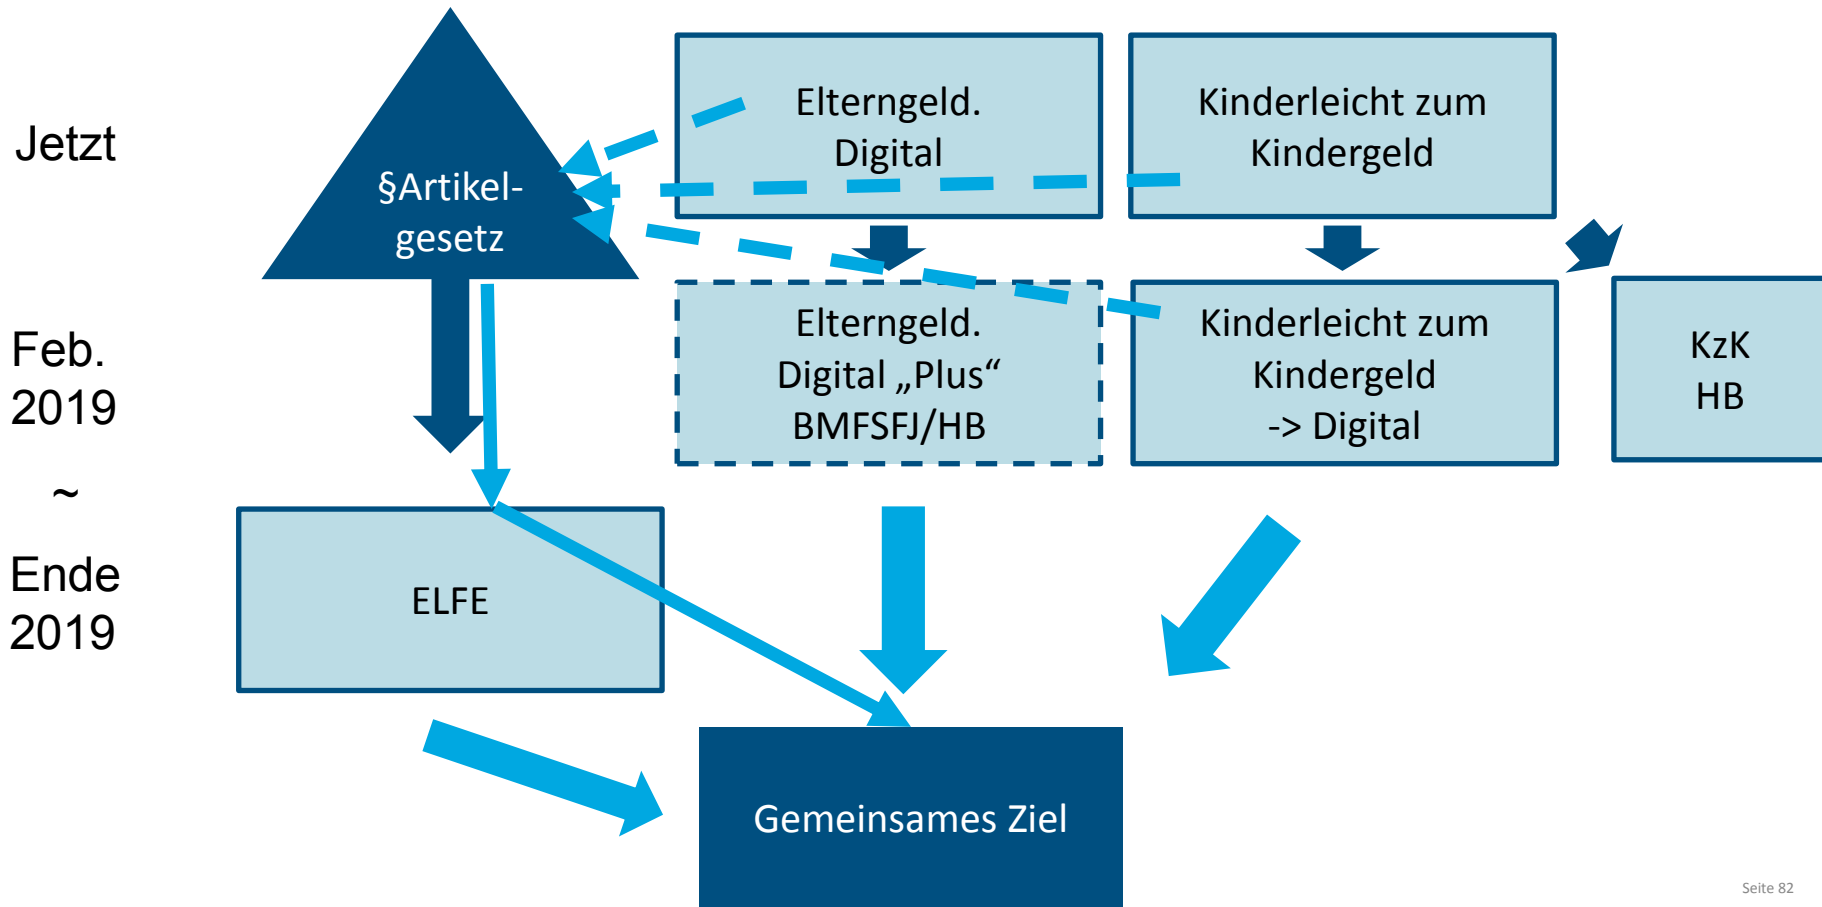 Jetzt
§Artikel-
gesetz
Elterngeld.
Digital
Kinderleicht zum
Kindergeld
Feb.
2019
Elterngeld.
Digital „Plus“
BMFSFJ/HB
Kinderleicht zum
Kindergeld
-> Digital
KzK
HB
~
Ende
2019
ELFE
Gemeinsames Ziel
Seite 82